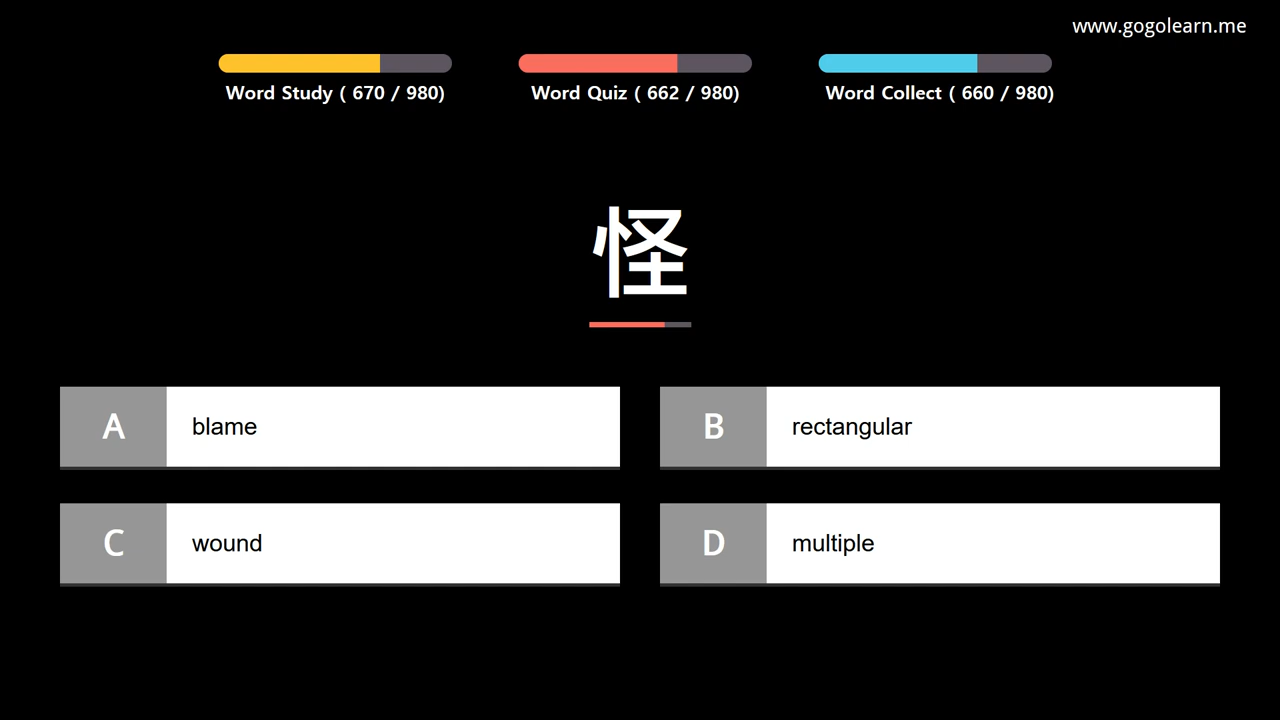 www.gogolearn.me
Word Study ( 670 / 980)
Word Quiz ( 662 / 980)
Word Collect ( 660 / 980)
怪
A blame
B rectangular
C wound
D multiple